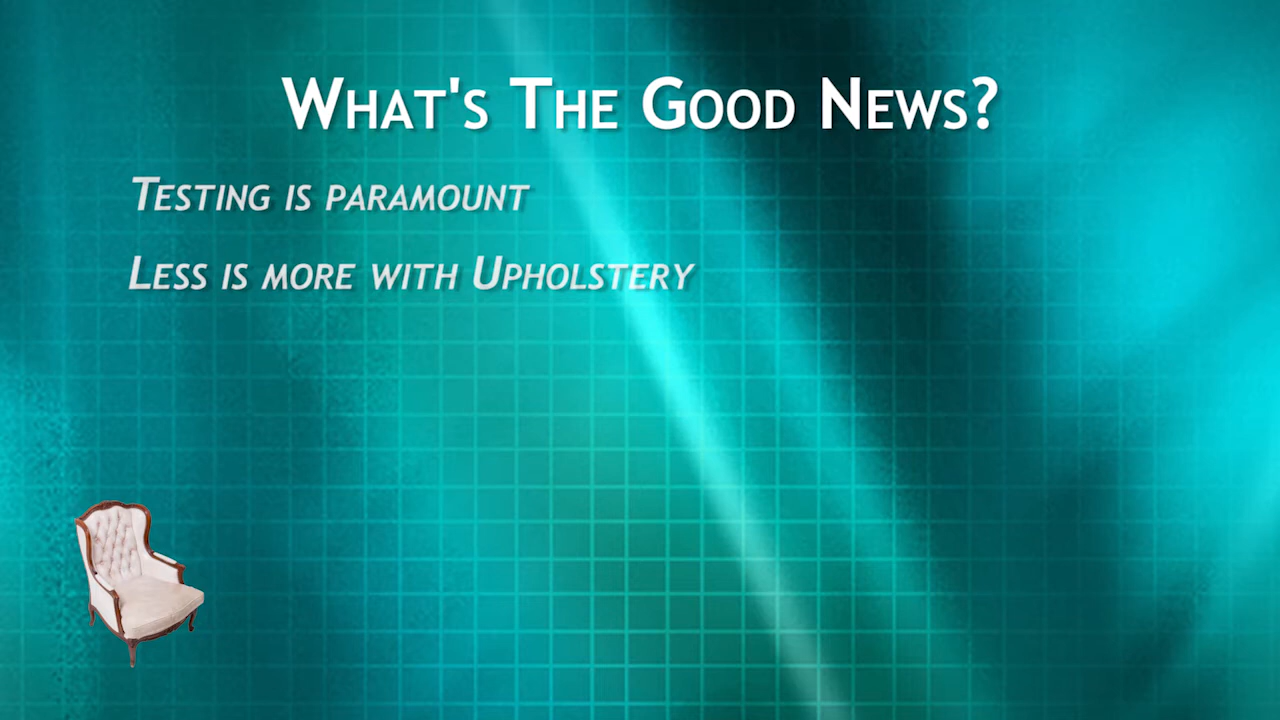 What's The Good News?
Testing is paramount
Less is more with Upholstery